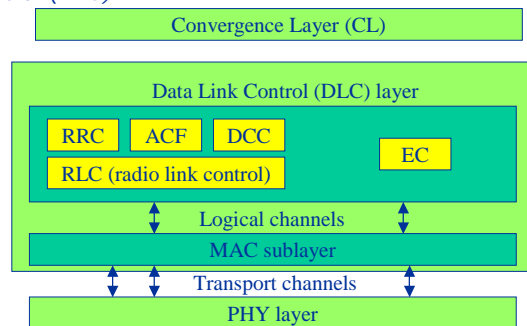 Convergence Layer (CL)
Data Link Control (DLC) layer
RRC ACF DCC
EC
RLC (radio link control)
Logical channels
MAC sublayer
Transport channels
PHY layer